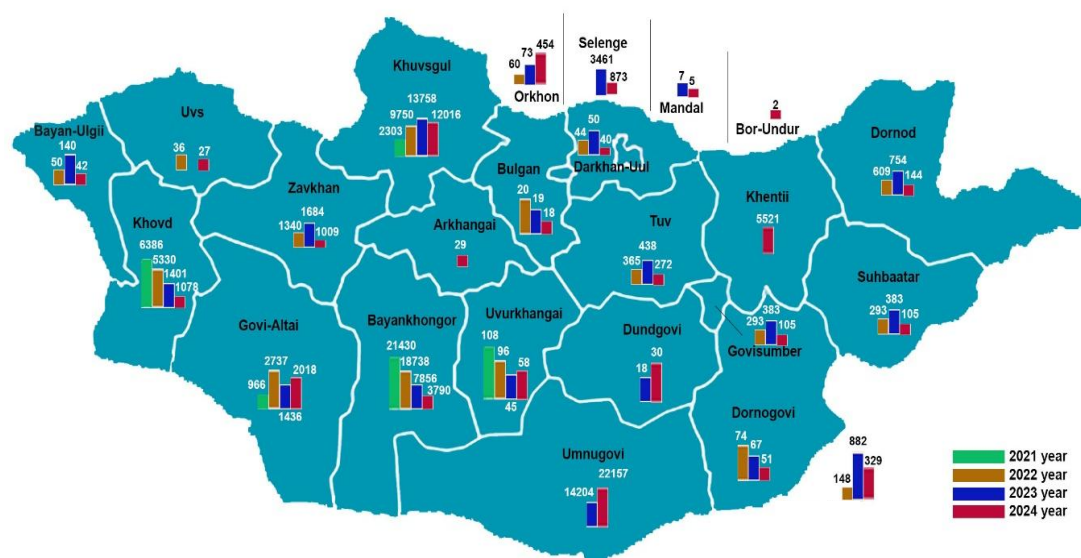 Orkhon
60 73 454
Selenge
3461
873
Mandal
7 5
Bor-Undur
2
Khuvsgul
2303 9750 13758 12016
Uvs
36 27
Bayan-Ulgii
50 140 42
Khovd
6386
5330
1401
1078
Zavkhan
1340 1684 1009
Arkhangai
29
Bulgan
20 19 18
44 50 40
Darkhan-Uul
Tuv
365 438 272
Khentii
5521
Dornod
609 754 144
Suhbaatar
293 383 105
Govi-Altai
966 2737 1436 2018
Bayankhongor
21430
18738
7856
3790
Uvurkhangai
108 96 45 58
Dundgovi
18 30
293 383 105
Govisumber
Dornogovi
74 67 51
148 882 329
Umnugovi
14204 22157
2021 year
2022 year
2023 year
2024 year